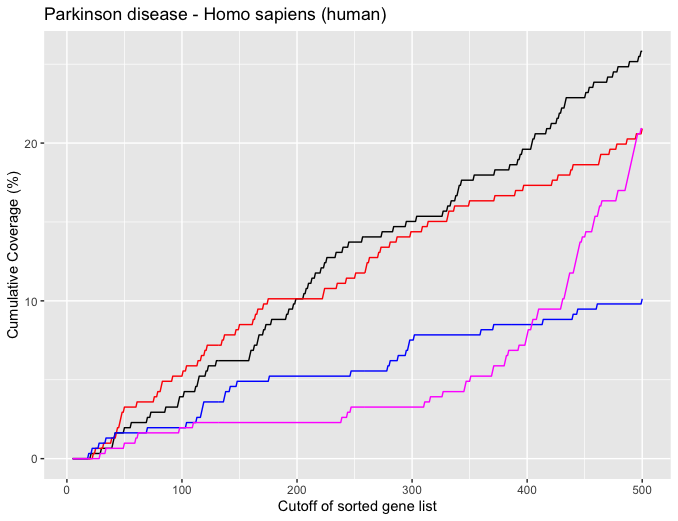 Parkinson disease - Homo sapiens (human)
Cumulative Coverage (%)
20
10
0
0 100 200 300 400 500
Cutoff of sorted gene list